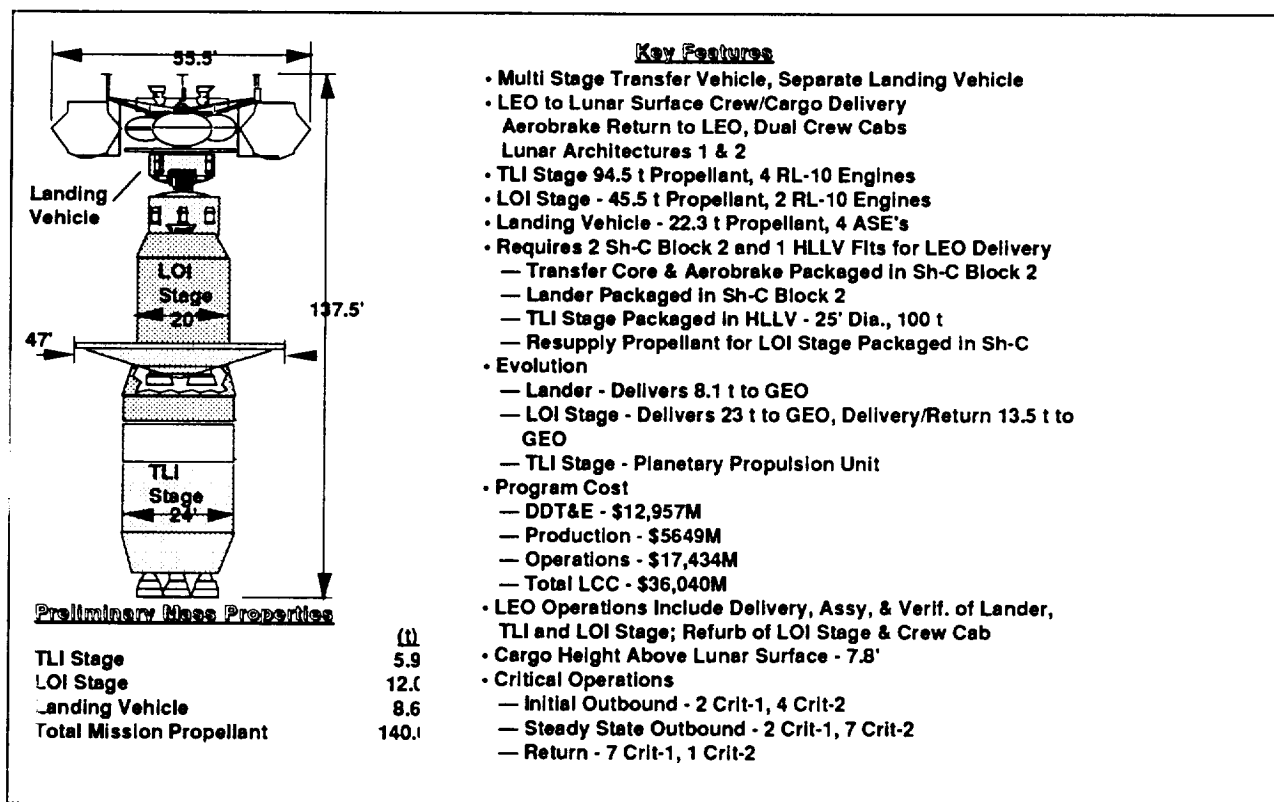 55.5'
Landing
Vehicle
LOI
Stage
20'
137.5'
47'
TLI
Stage
24'
Preliminary Mass Properties
(t)
TLI Stage 5.9
LOI Stage 12.
Landing Vehicle 8.6
Total Mission Propellant 140.
Key Features
• Multi Stage Transfer Vehicle, Separate Landing Vehicle
• LEO to Lunar Surface Crew/Cargo Delivery
Aerobrake Return to LEO, Dual Crew Cabs
Lunar Architectures 1 & 2
• TLI Stage 94.5 t Propellant, 4 RL-10 Engines
• LOI Stage - 45.5 t Propellant, 2 RL-10 Engines
• Landing Vehicle - 22.3 t Propellant, 4 ASE's
• Requires 2 Sh-C Block 2 and 1 HLLV Flts for LEO Delivery
— Transfer Core & Aerobrake Packaged in Sh-C Block 2
— Lander Packaged in Sh-C Block 2
— TLI Stage Packaged in HLLV - 25' Dia., 100 t
— Resupply Propellant for LOI Stage Packaged in Sh-C
• Evolution
— Lander - Delivers 8.1 t to GEO
— LOI Stage - Delivers 23 t to GEO, Delivery/Return 13.5 t to
GEO
— TLI Stage - Planetary Propulsion Unit
• Program Cost
— DDT&E - $12,957M
— Production - $5649M
— Operations - $17,434M
— Total LCC - $36,040M
• LEO Operations Include Delivery, Assy, & Verif. of Lander,
TLI and LOI Stage; Refurb of LOI Stage & Crew Cab
• Cargo Height Above Lunar Surface - 7.8'
• Critical Operations
— Initial Outbound - 2 Crit-1, 4 Crit-2
— Steady State Outbound - 2 Crit-1, 7 Crit-2
— Return - 7 Crit-1, 1 Crit-2